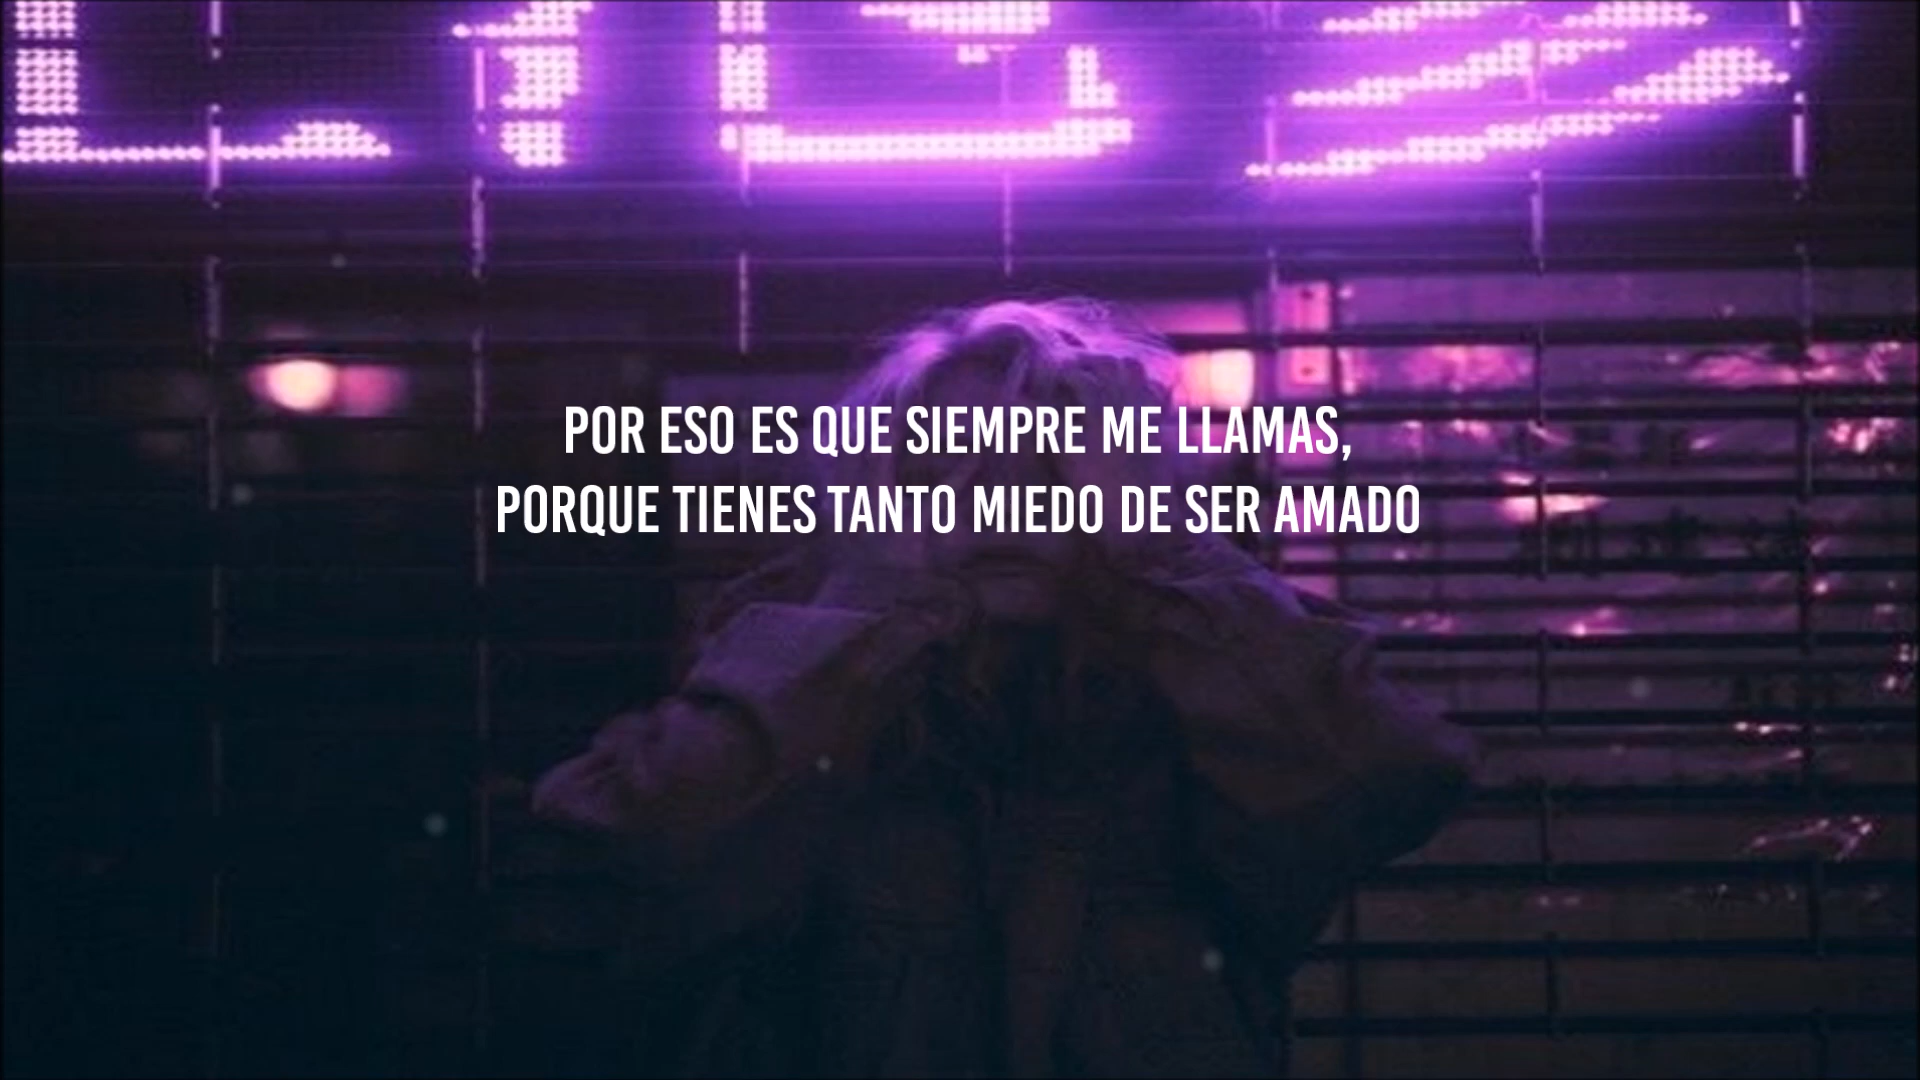 POR ESO ES QUE SIEMPRE ME LLAMAS,
PORQUE TIENES TANTO MIEDO DE SER AMADO